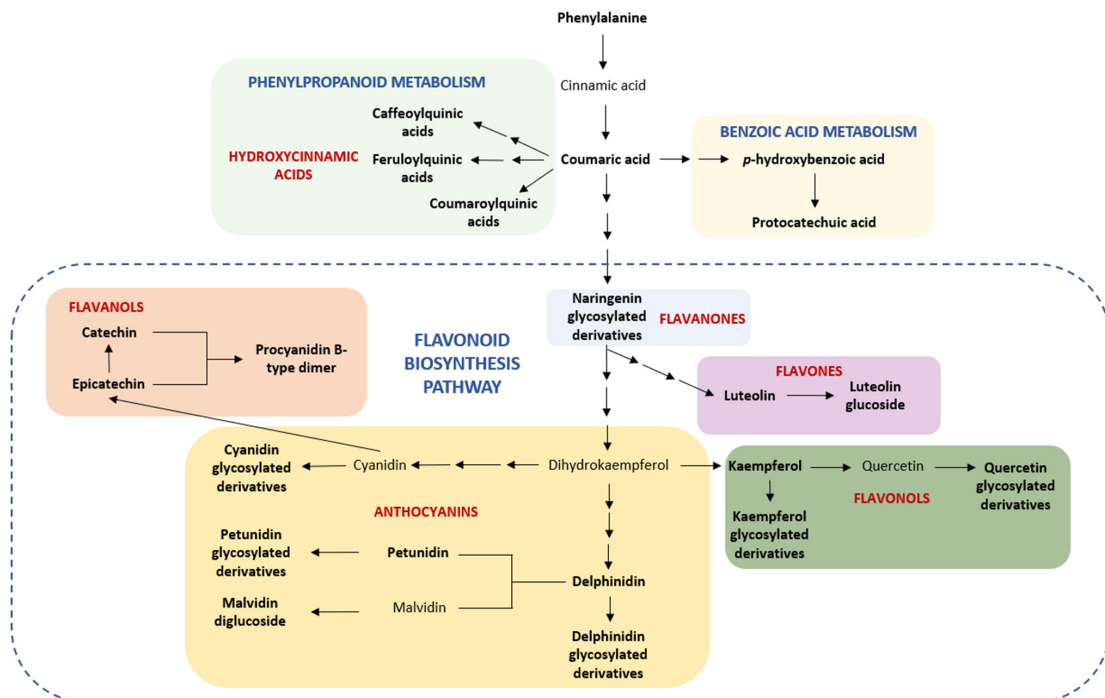 Phenylalanine
Cinnamic acid
PHENYLPROPANOID METABOLISM
Caffeoylquinic
acids
HYDROXYCINNAMIC
ACIDS
Feruloylquinic
acids
Coumaroylquinic
acids
Coumaric acid
BENZOIC ACID METABOLISM
p-hydroxybenzoic acid
Protocatechuic acid
FLAVANOLS
Catechin
Epicatechin
Procyanidin B-
type dimer
FLAVONOID
BIOSYNTHESIS
PATHWAY
Naringenin
glycosylated
derivatives
FLAVANONES
FLAVONES
Luteolin
Luteolin
glucoside
Cyanidin
glycosylated
derivatives
Cyanidin
Dihydrokaempferol
ANTHOCYANINS
Petunidin
glycosylated
derivatives
Petunidin
Malvidin
diglucoside
Malvidin
Delphinidin
Delphinidin
glycosylated
derivatives
Kaempferol
Quercetin
Quercetin
glycosylated
derivatives
FLAVONOLS
Kaempferol
glycosylated
derivatives